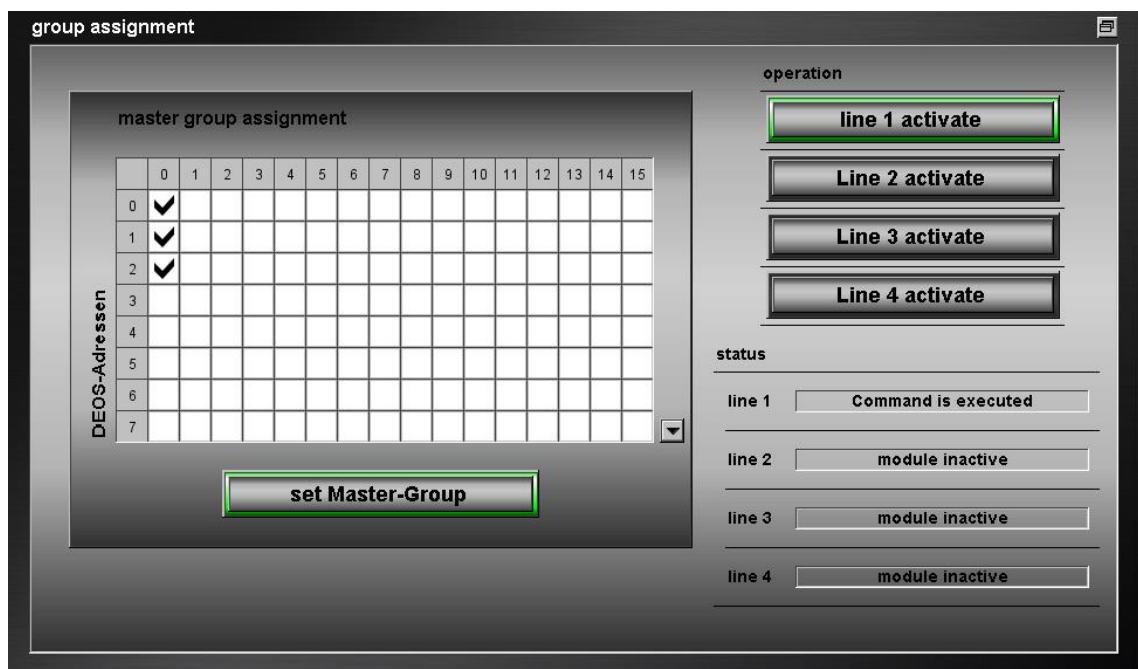 group assignment
master group assignment
0 1 2 3 4 5 6 7 8 9 10 11 12 13 14 15
0
1
2
3
4
5
6
7
DEOS-Adressen
set Master-Group
operation
line 1 activate
Line 2 activate
Line 3 activate
Line 4 activate
status
line 1 Command is executed
line 2 module inactive
line 3 module inactive
line 4 module inactive